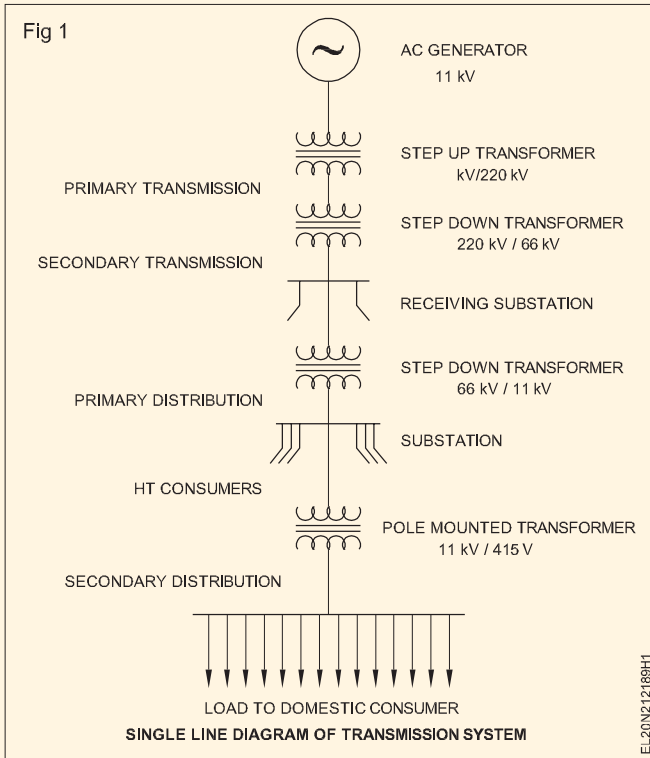 Fig 1
AC GENERATOR
11 kV
STEP UP TRANSFORMER
kV/220 kV
PRIMARY TRANSMISSION
STEP DOWN TRANSFORMER
220 kV / 66 kV
SECONDARY TRANSMISSION
RECEIVING SUBSTATION
STEP DOWN TRANSFORMER
66 kV / 11 kV
PRIMARY DISTRIBUTION
SUBSTATION
HT CONSUMERS
POLE MOUNTED TRANSFORMER
11 kV / 415 V
SECONDARY DISTRIBUTION
LOAD TO DOMESTIC CONSUMER
SINGLE LINE DIAGRAM OF TRANSMISSION SYSTEM
EL20N212189H1